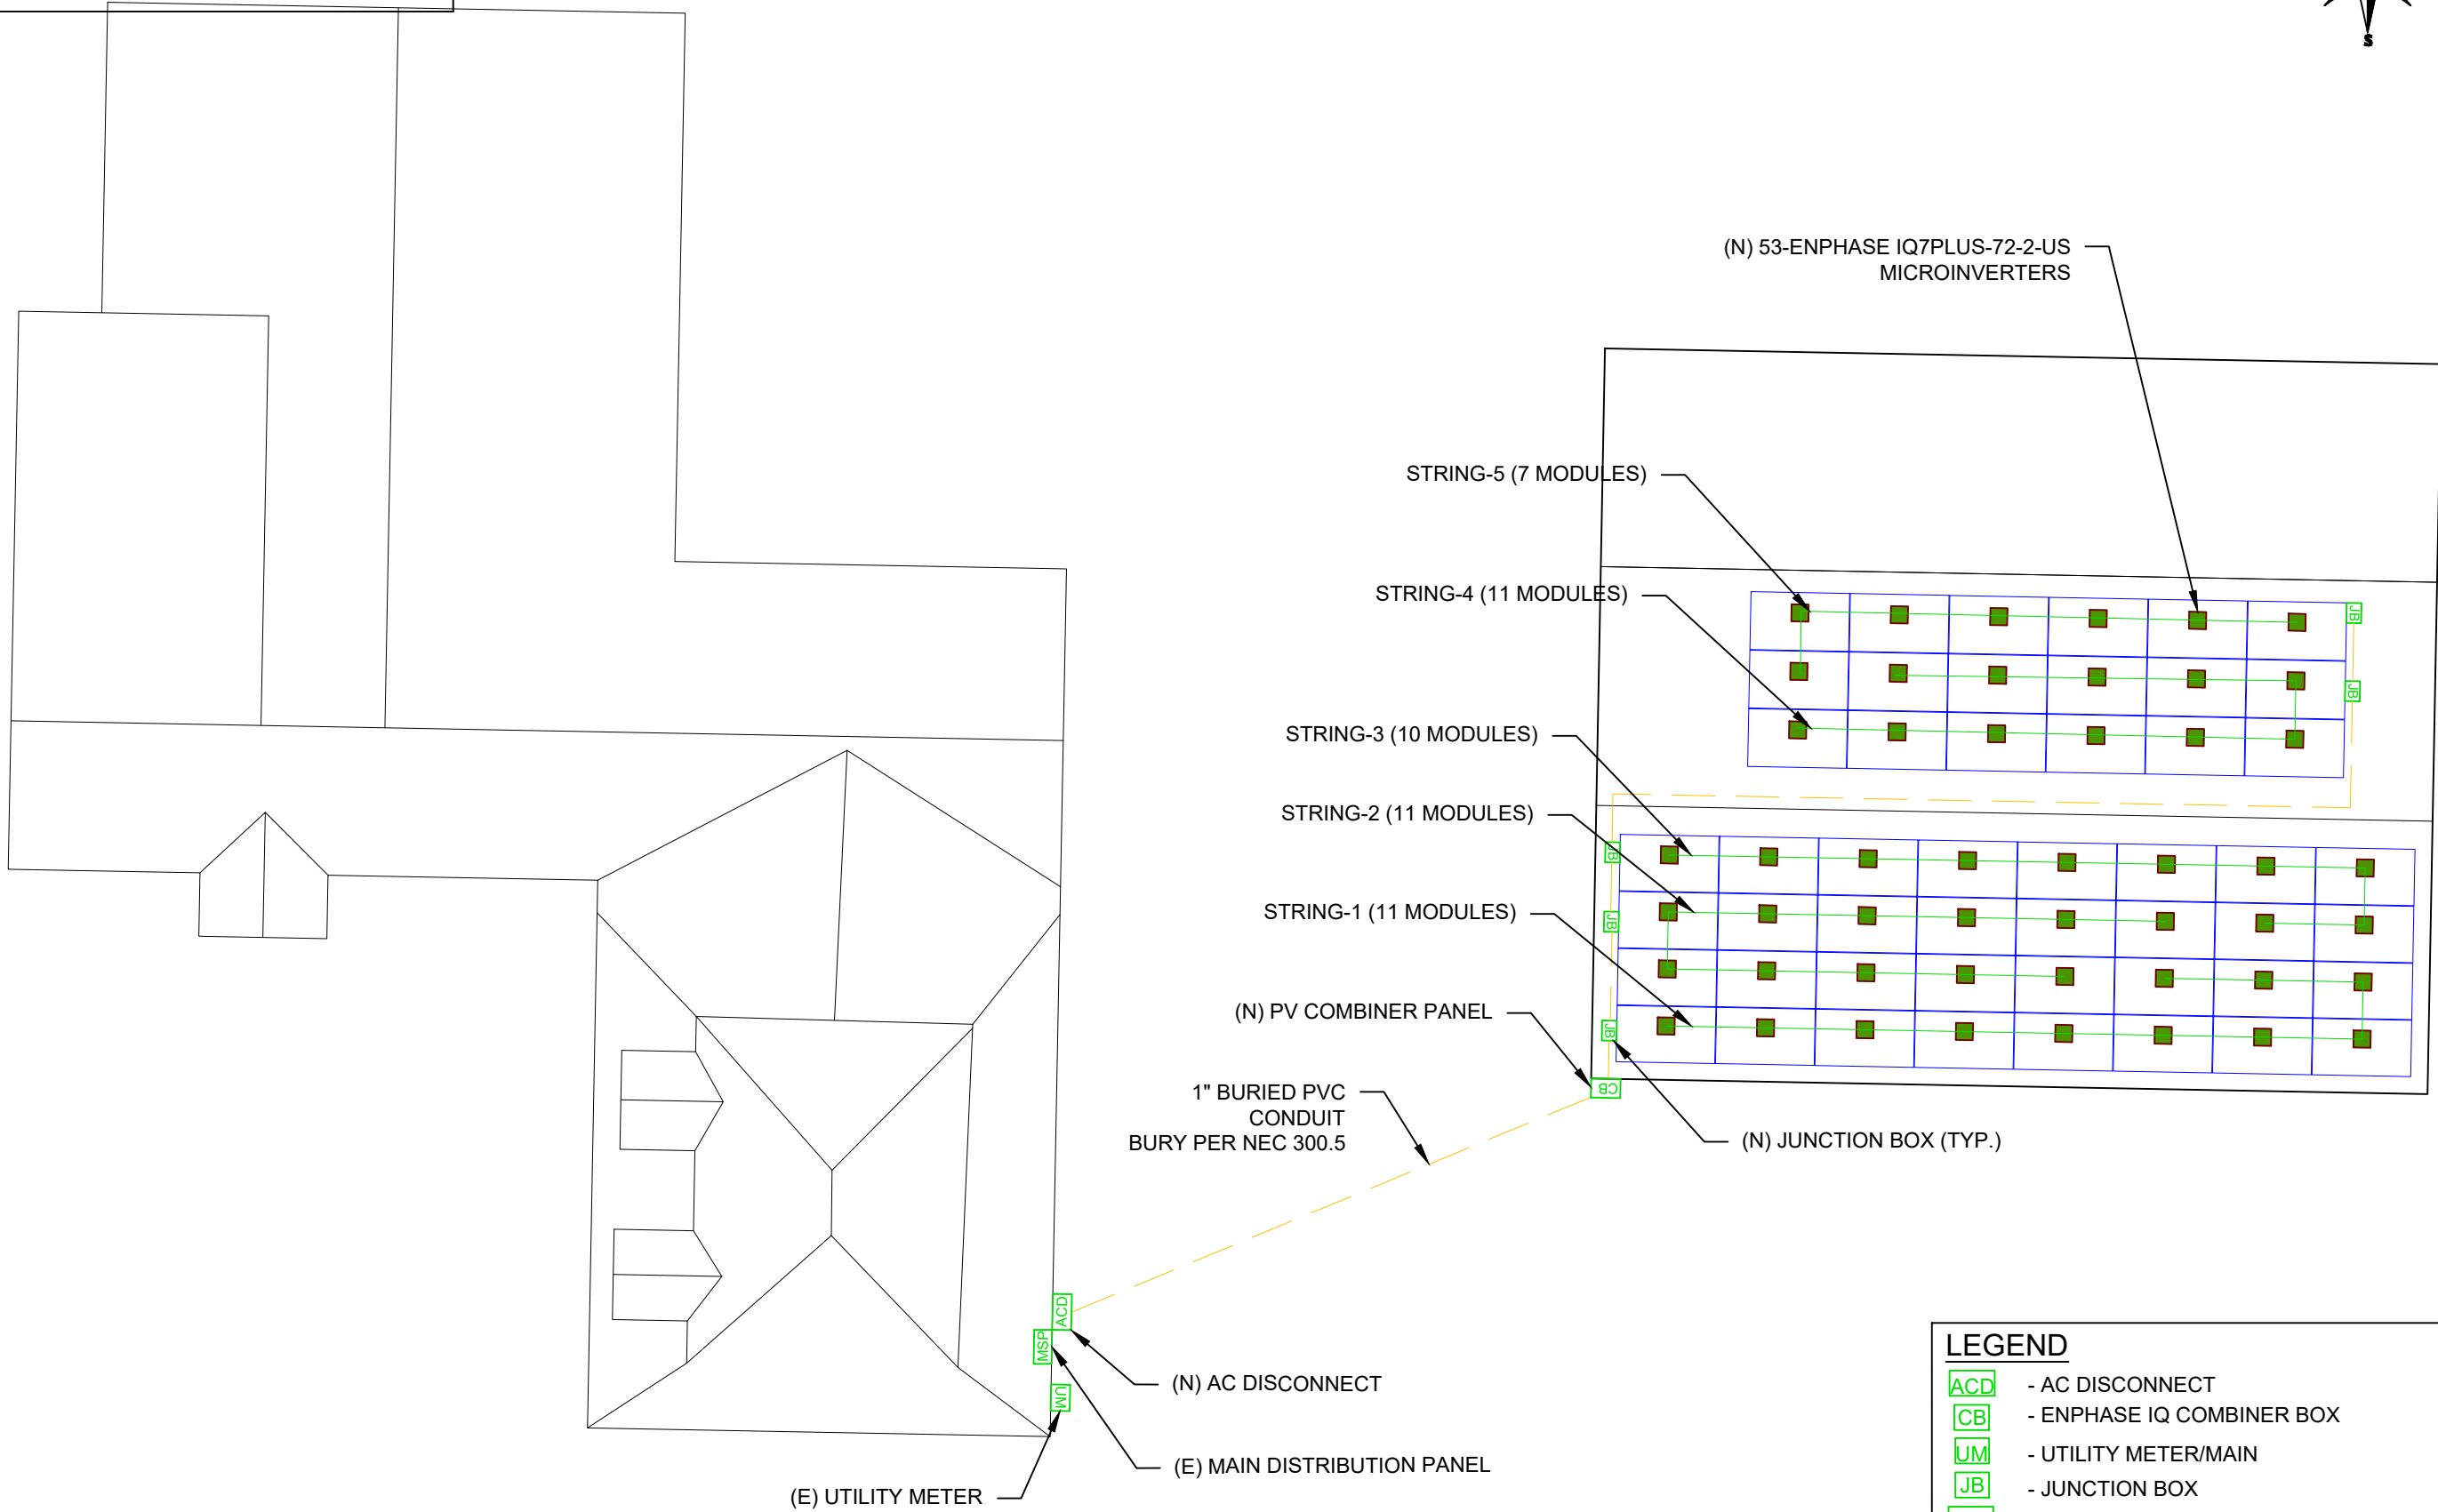 S
(N) 53-ENPHASE IQ7PLUS-72-2-US
MICROINVERTERS
STRING-5 (7 MODULES)
STRING-4 (11 MODULES)
JB
JB
STRING-3 (10 MODULES)
STRING-2 (11 MODULES)
JB
STRING-1 (11 MODULES)
JB
(N) PV COMBINER PANEL
JB
CB
1" BURIED PVC
CONDUIT
BURY PER NEC 300.5
(N) JUNCTION BOX (TYP.)
ACD
MSP
UM
(N) AC DISCONNECT
(E) MAIN DISTRIBUTION PANEL
(E) UTILITY METER
LEGEND
ACD - AC DISCONNECT
CB - ENPHASE IQ COMBINER BOX
UM - UTILITY METER/MAIN
JB - JUNCTION BOX